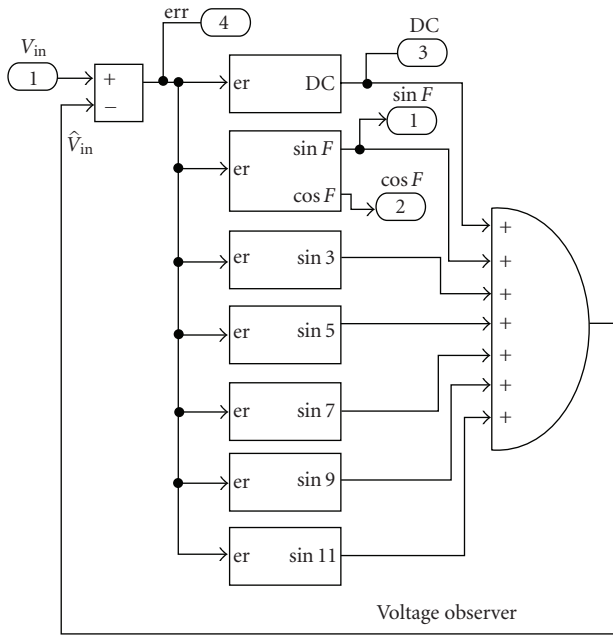 err
4
V_in
1
+
−
V̂_in
er DC
DC
3
sin F
1
er sin F
cos F
cos F
2
er sin 3
er sin 5
er sin 7
er sin 9
er sin 11
+
+
+
+
+
+
+
Voltage observer